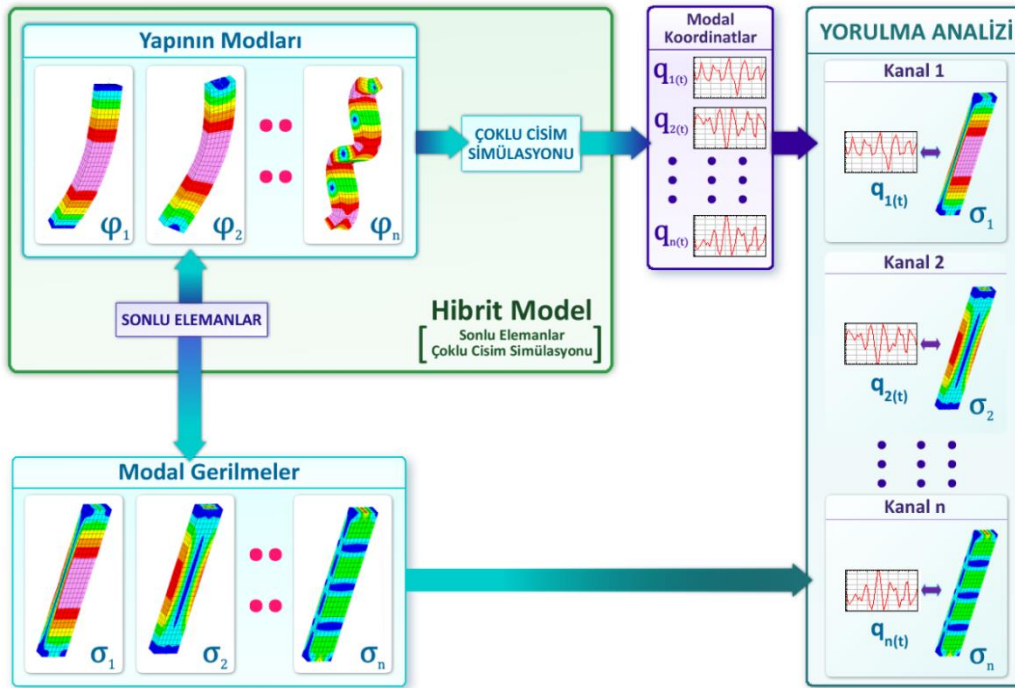 Yapının Modları
φ1
φ2
φn
ÇOKLU CİSİM
SİMÜLASYONU
SONLU ELEMANLAR
Hibrit Model
[Sonlu Elemanlar
Çoklu Cisim Simülasyonu]
Modal
Koordinatlar
q1(t)
q2(t)
qn(t)
Modal Gerilmeler
σ1
σ2
σn
YORULMA ANALİZİ
Kanal 1
q1(t)
σ1
Kanal 2
q2(t)
σ2
Kanal n
qn(t)
σn